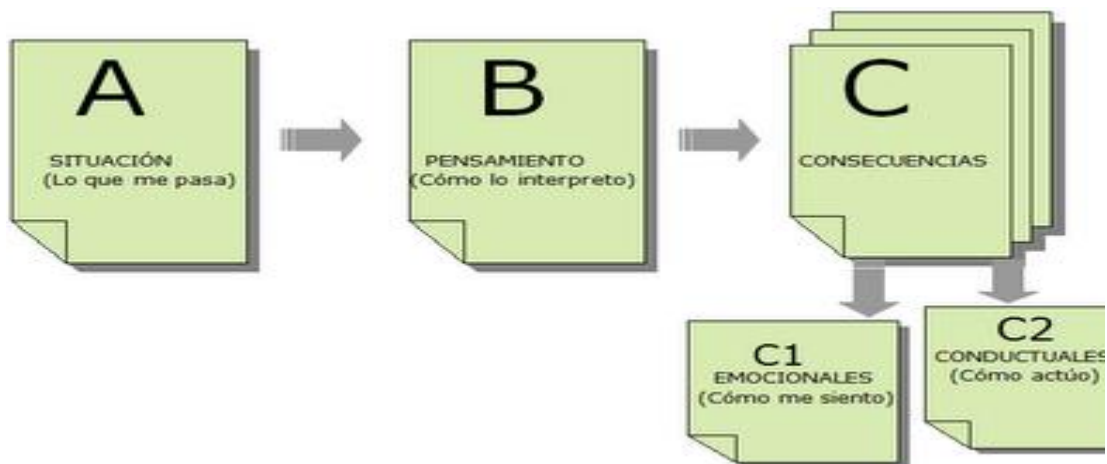 A
SITUACIÓN
(Lo que me pasa)
B
PENSAMIENTO
(Cómo lo interpreto)
C
CONSECUENCIAS
C1
EMOCIONALES
(Cómo me siento)
C2
CONDUCTUALES
(Cómo actúo)